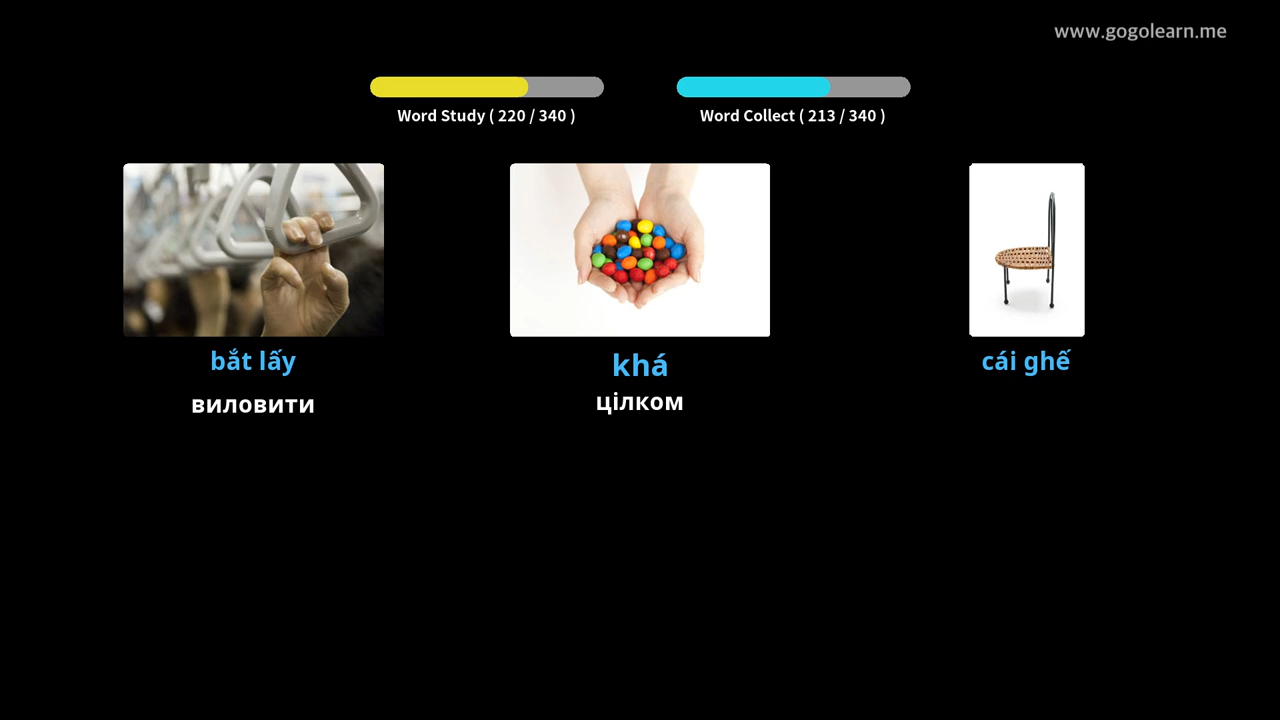 www.gogolearn.me
Word Study ( 220 / 340 )
Word Collect ( 213 / 340 )
bắt lấy
виловити
khá
цілком
cái ghế